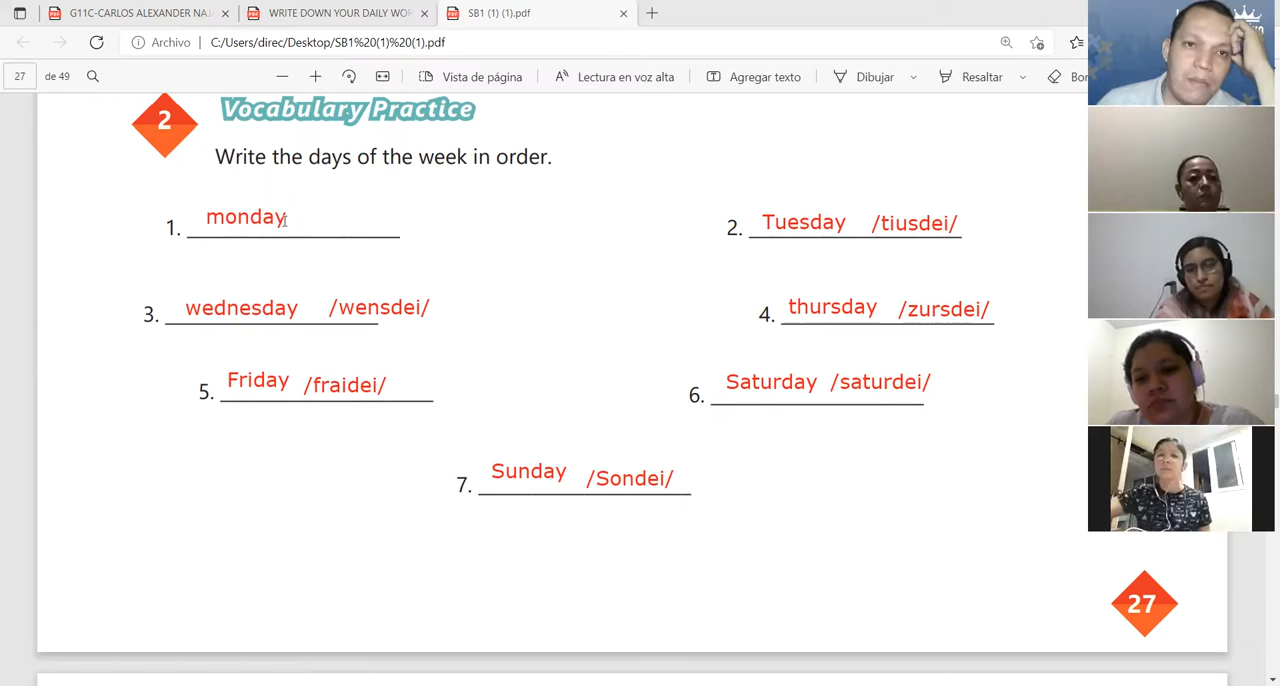 G11C-CARLOS ALEXANDER NAJ
WRITE DOWN YOUR DAILY WOR
SB1 (1) (1).pdf
Archivo
C:/Users/direc/Desktop/SB1%20(1)%20(1).pdf
27 de 49
Vista de página
Lectura en voz alta
Agregar texto
Dibujar
Resaltar
Bor
2
Vocabulary Practice
Write the days of the week in order.
1. monday
2. Tuesday /tiusdei/
3. wednesday /wensdei/
4. thursday /zursdei/
5. Friday /fraidei/
6. Saturday /saturdei/
7. Sunday /Sondei/
27